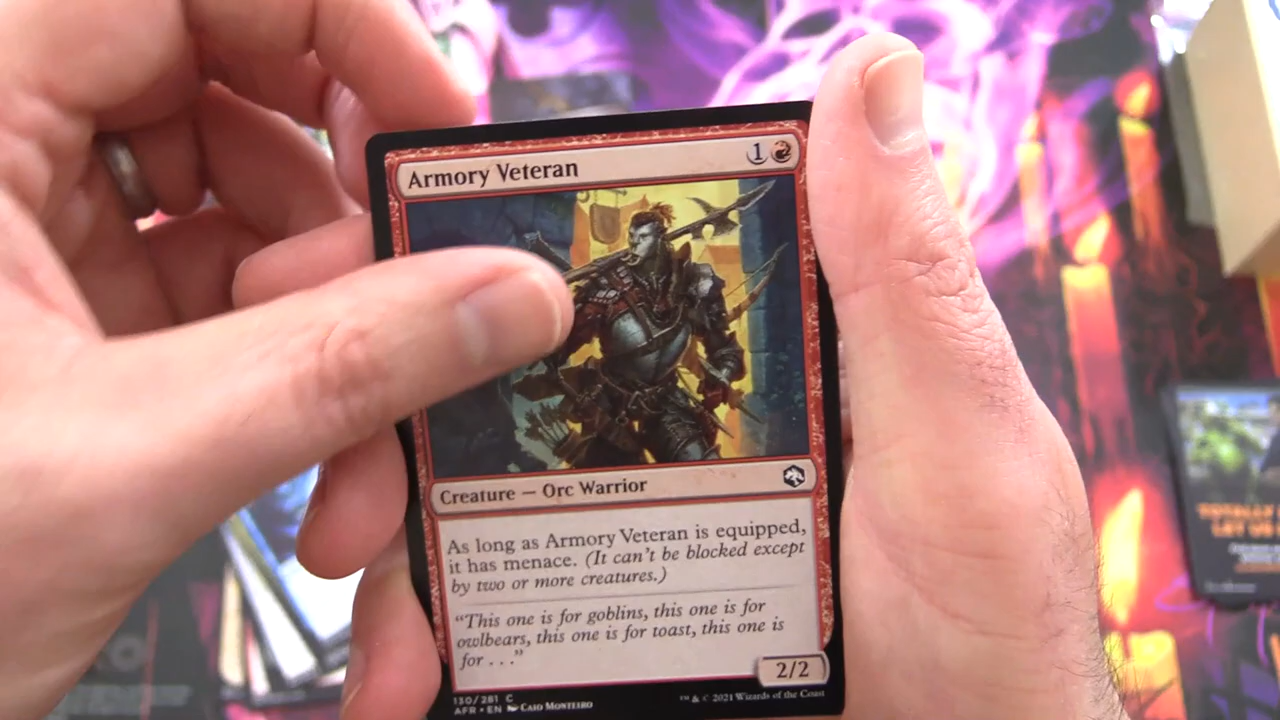 Armory Veteran 1
Creature — Orc Warrior
As long as Armory Veteran is equipped,
it has menace. (It can't be blocked except
by two or more creatures.)
"This one is for goblins, this one is for
owlbears, this one is for toast, this one is
for . . ."
2/2
130/281 C
AFR • EN Caio Monteiro
™ & © 2021 Wizards of the Coast
TOTALLY
LET US